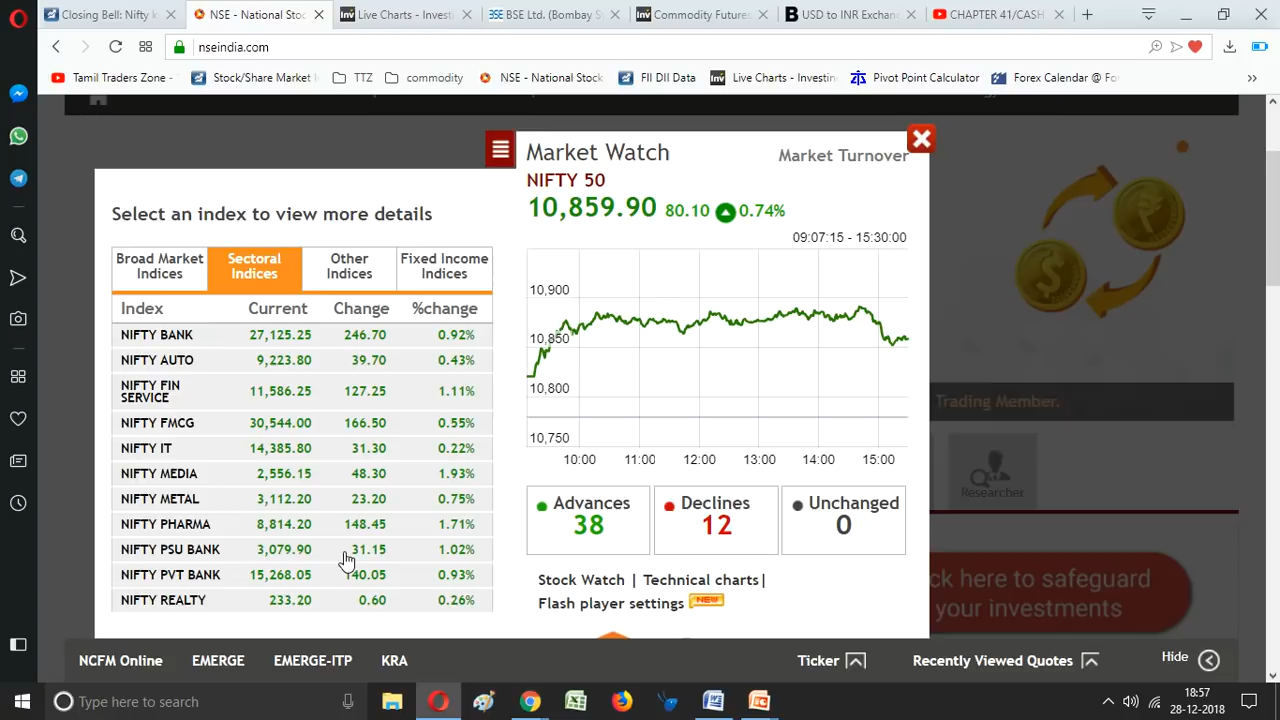 Closing Bell: Nifty k
NSE - National Stoc
Live Charts - Investi
BSE Ltd. (Bombay S
Commodity Futures
USD to INR Exchan
CHAPTER 41/CASH
nseindia.com
Tamil Traders Zone -
Stock/Share Market
TTZ
commodity
NSE - National Stock
FII DII Data
Live Charts - Investin
Pivot Point Calculator
Forex Calendar @ Fo
Market Watch
Market Turnover
NIFTY 50
10,859.90 80.10 0.74%
09:07:15 - 15:30:00
Select an index to view more details
Broad Market Indices
Sectoral Indices
Other Indices
Fixed Income Indices
Index Current Change %change
NIFTY BANK 27,125.25 246.70 0.92%
NIFTY AUTO 9,223.80 39.70 0.43%
NIFTY FIN SERVICE 11,586.25 127.25 1.11%
NIFTY FMCG 30,544.00 166.50 0.55%
NIFTY IT 14,385.80 31.30 0.22%
NIFTY MEDIA 2,556.15 48.30 1.93%
NIFTY METAL 3,112.20 23.20 0.75%
NIFTY PHARMA 8,814.20 148.45 1.71%
NIFTY PSU BANK 3,079.90 31.15 1.02%
NIFTY PVT BANK 15,268.05 140.05 0.93%
NIFTY REALTY 233.20 0.60 0.26%
10,900
10,850
10,800
10,750
10:00 11:00 12:00 13:00 14:00 15:00
Advances
38
Declines
12
Unchanged
0
Stock Watch | Technical charts|
Flash player settings NEW
Trading Member.
Researcher
ck here to safeguard
your investments
NCFM Online
EMERGE
EMERGE-ITP
KRA
Ticker
Recently Viewed Quotes
Hide
Type here to search
18:57
28-12-2018